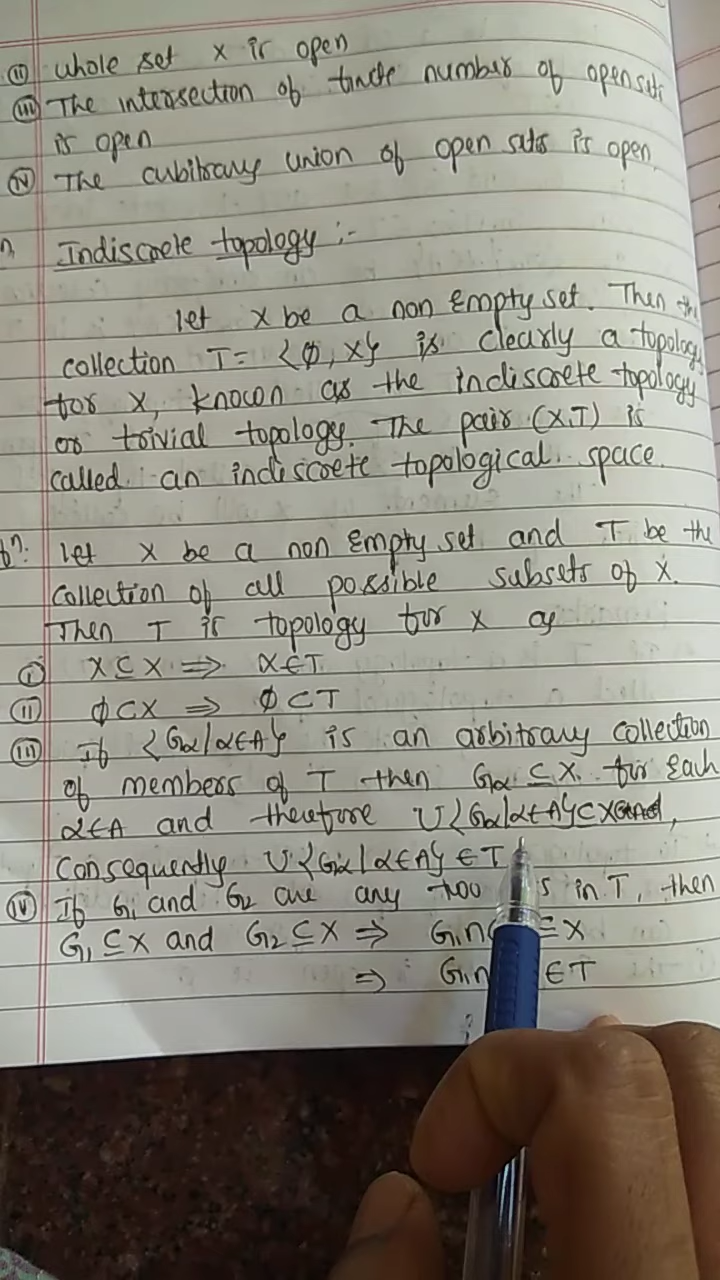 (ii) whole set X is open
(iii) The intersection of finite number of open sets
is open
(iv) The arbitrary union of open sets is open.
Indiscrete topology :-
let X be a non empty set. Then the
collection T = {ϕ, X} is clearly a topology
for X, known as the indiscrete topology
or trivial topology. The pair (X,T) is
called an indiscrete topological space.
let X be a non empty set and T be the
collection of all possible subsets of X.
Then T is topology for X as
(i) X ⊆ X ⇒ X ∈ T
(ii) ϕ ⊂ X ⇒ ϕ ⊂ T
(iii) If {Gα | α ∈ A} is an arbitrary collection
of members of T then Gα ⊆ X for each
α ∈ A and therefore ∪ {Gα | α ∈ A} ⊂ X and,
Consequently ∪ {Gα | α ∈ A} ∈ T
(iv) If G₁ and G₂ are any two in T, then
G₁ ⊆ X and G₂ ⊆ X ⇒ G₁∩ ⊆ X
⇒ G₁∩ ∈ T